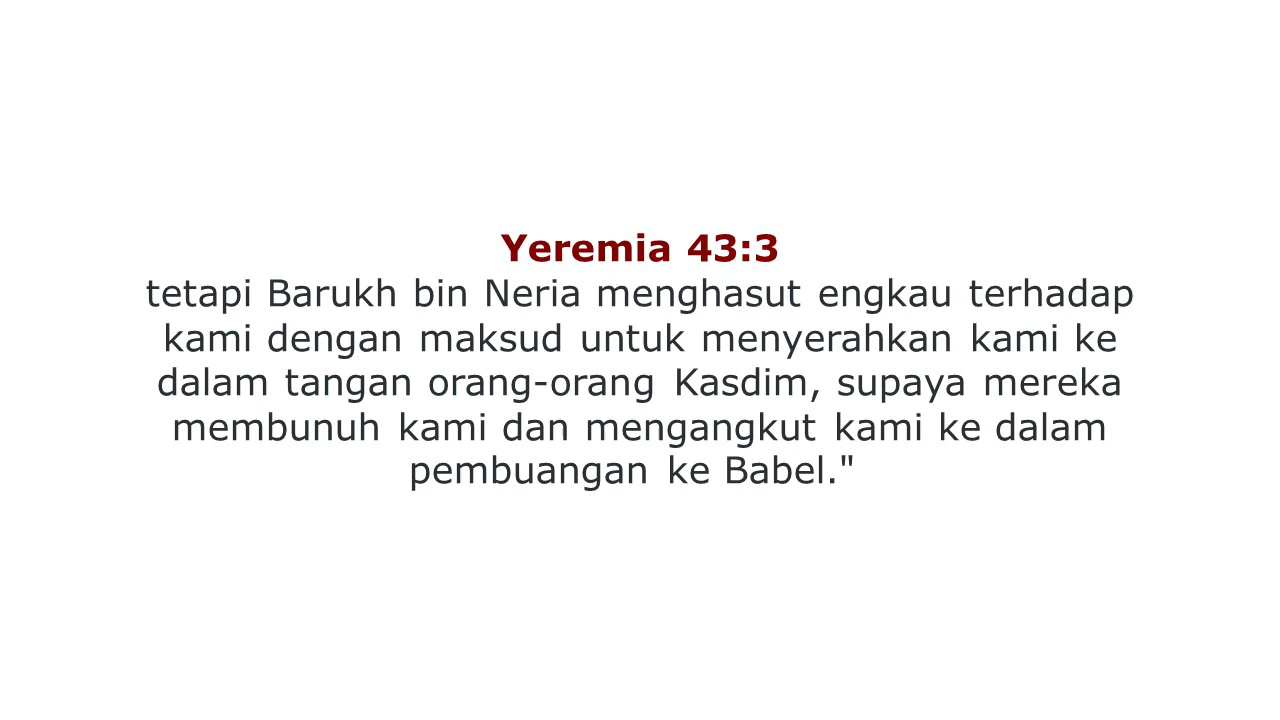 Yeremia 43:3
tetapi Barukh bin Neria menghasut engkau terhadap
kami dengan maksud untuk menyerahkan kami ke
dalam tangan orang-orang Kasdim, supaya mereka
membunuh kami dan mengangkut kami ke dalam
pembuangan ke Babel."